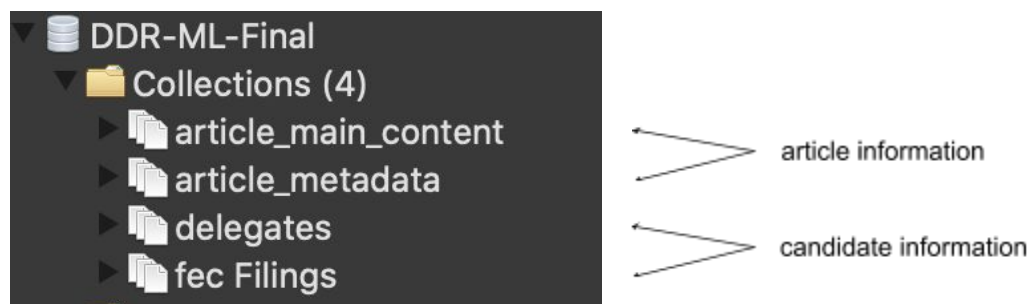 DDR-ML-Final
Collections (4)
article_main_content
article_metadata
article information
delegates
fec Filings
candidate information